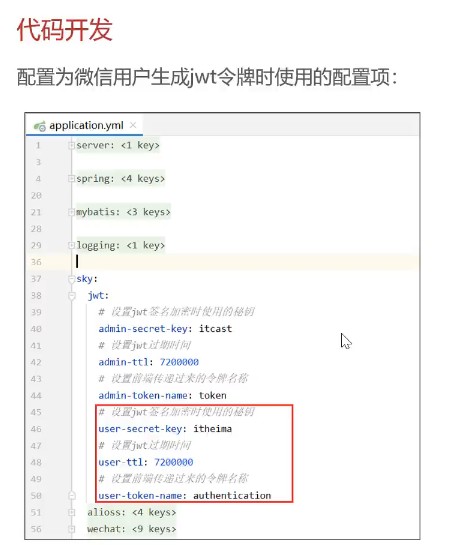 代码开发
配置为微信用户生成jwt令牌时使用的配置项：
application.yml
1 server: <1 key>
3
4 spring: <4 keys>
20
21 mybatis: <3 keys>
28
29 logging: <1 key>
36
37 sky:
38 jwt:
39 # 设置jwt签名加密时使用的秘钥
40 admin-secret-key: itcast
41 # 设置jwt过期时间
42 admin-ttl: 7200000
43 # 设置前端传递过来的令牌名称
44 admin-token-name: token
45 # 设置jwt签名加密时使用的秘钥
46 user-secret-key: itheima
47 # 设置jwt过期时间
48 user-ttl: 7200000
49 # 设置前端传递过来的令牌名称
50 user-token-name: authentication
51 alioss: <4 keys>
56 wechat: <9 keys>